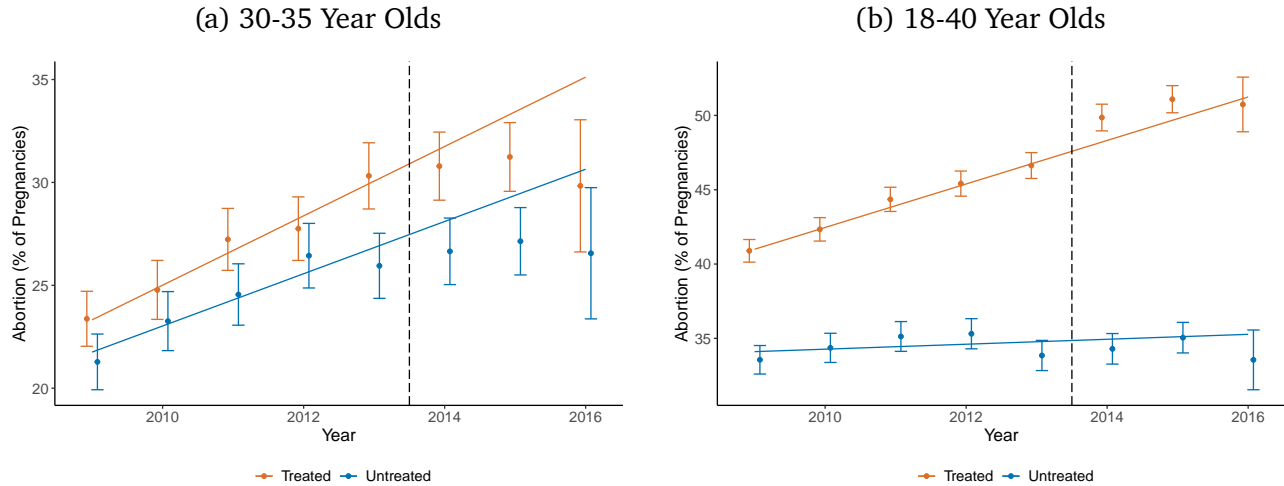 (a) 30-35 Year Olds
Abortion (% of Pregnancies)
35
30
25
20
2010 2012 2014 2016
Year
Treated Untreated
(b) 18-40 Year Olds
Abortion (% of Pregnancies)
50
45
40
35
2010 2012 2014 2016
Year
Treated Untreated